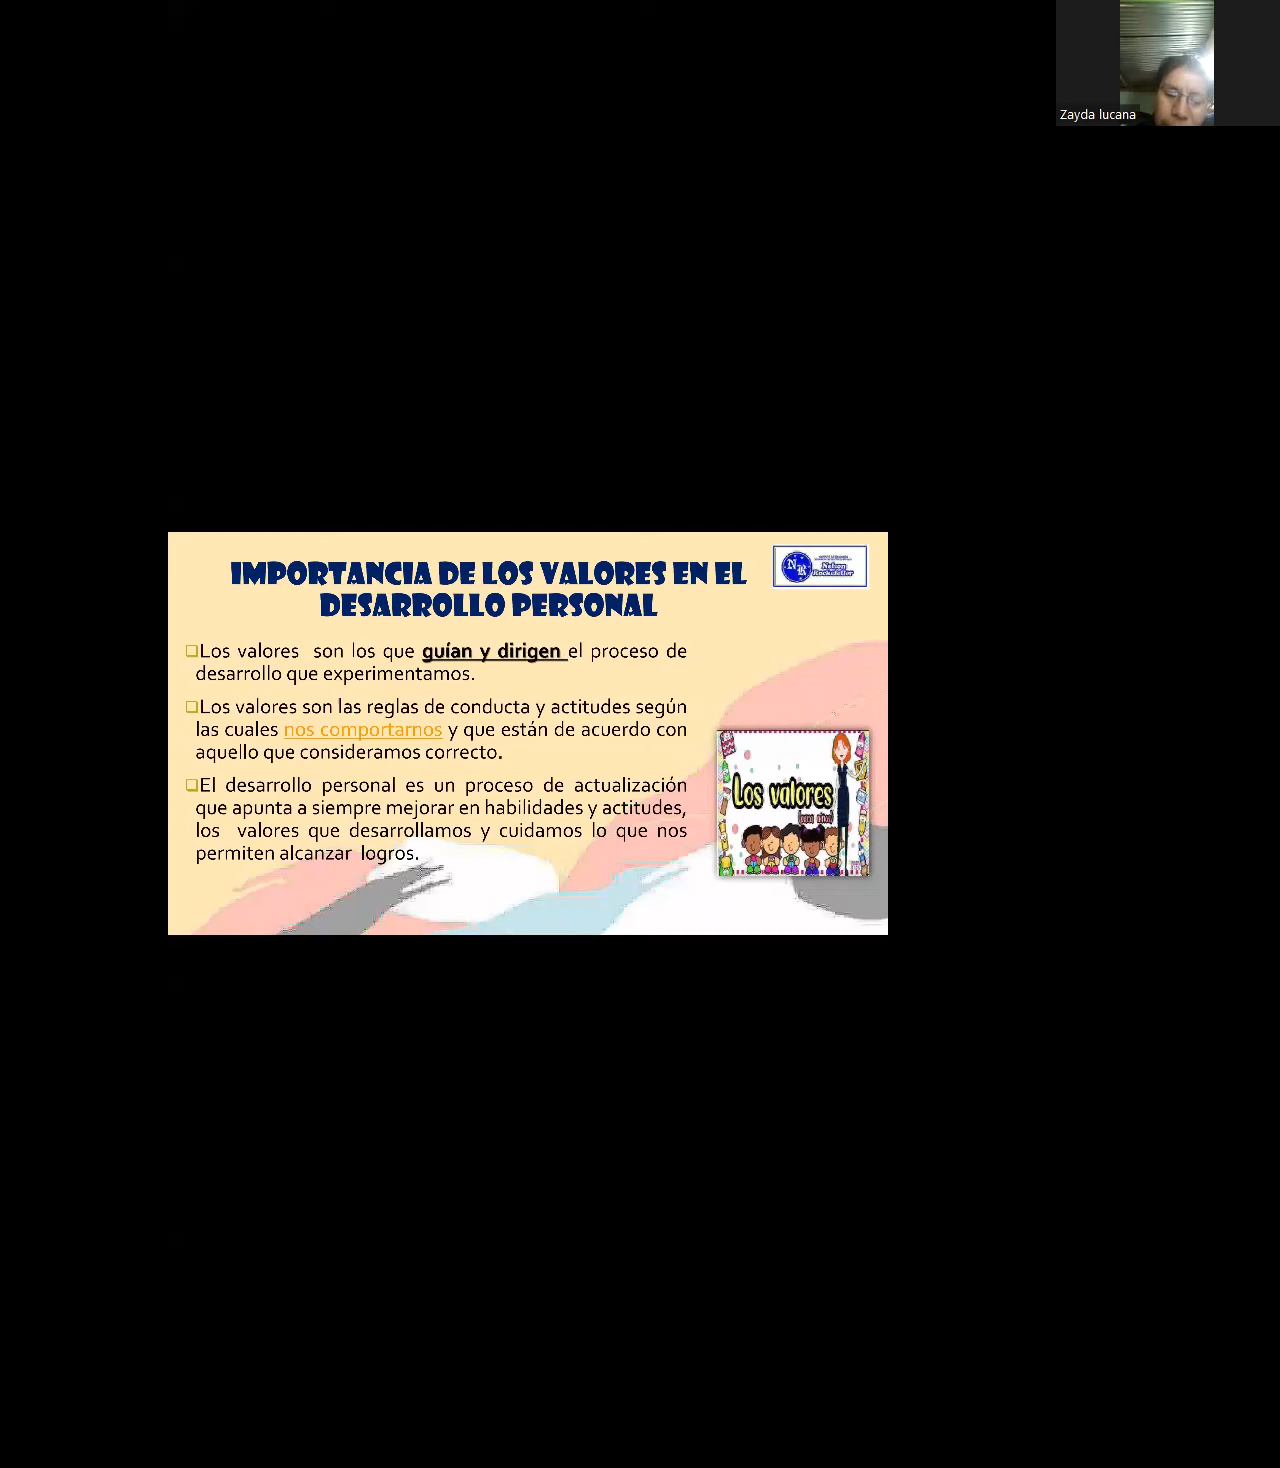 Zayda lucana
IMPORTANCIA DE LOS VALORES EN EL
DESARROLLO PERSONAL
Nelson
Rockefeller
Los valores son los que guían y dirigen el proceso de
desarrollo que experimentamos.
Los valores son las reglas de conducta y actitudes según
las cuales nos comportarnos y que están de acuerdo con
aquello que consideramos correcto.
El desarrollo personal es un proceso de actualización
que apunta a siempre mejorar en habilidades y actitudes,
los valores que desarrollamos y cuidamos lo que nos
permiten alcanzar logros.
Los valores
(para niños)